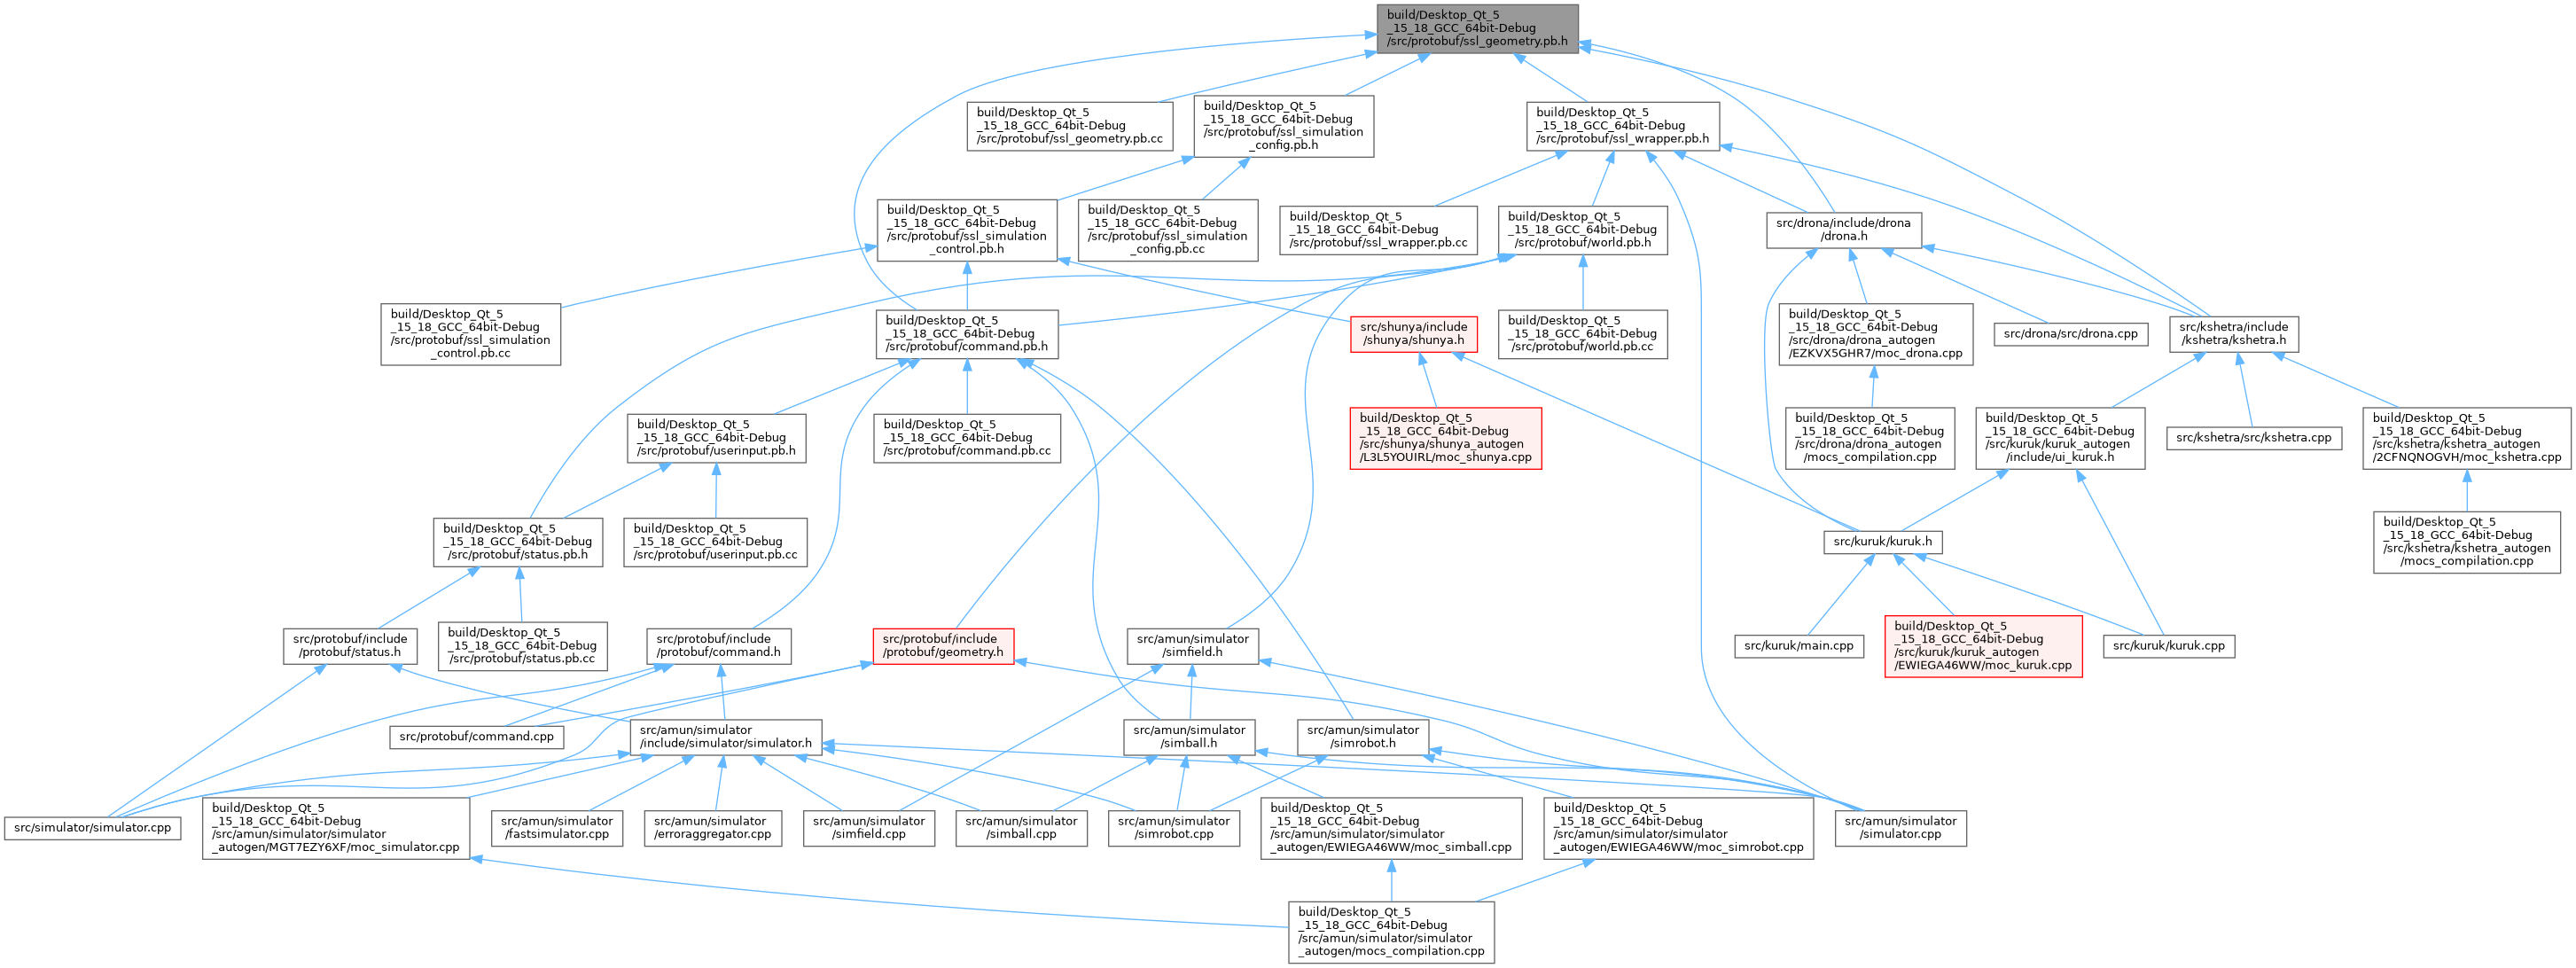 build/Desktop_Qt_5
_15_18_GCC_64bit-Debug
/src/protobuf/ssl_geometry.pb.h
build/Desktop_Qt_5
_15_18_GCC_64bit-Debug
/src/protobuf/ssl_geometry.pb.cc
build/Desktop_Qt_5
_15_18_GCC_64bit-Debug
/src/protobuf/ssl_simulation
_config.pb.h
build/Desktop_Qt_5
_15_18_GCC_64bit-Debug
/src/protobuf/ssl_wrapper.pb.h
build/Desktop_Qt_5
_15_18_GCC_64bit-Debug
/src/protobuf/ssl_simulation
_control.pb.h
build/Desktop_Qt_5
_15_18_GCC_64bit-Debug
/src/protobuf/ssl_simulation
_config.pb.cc
build/Desktop_Qt_5
_15_18_GCC_64bit-Debug
/src/protobuf/ssl_wrapper.pb.cc
build/Desktop_Qt_5
_15_18_GCC_64bit-Debug
/src/protobuf/world.pb.h
src/drona/include/drona
/drona.h
build/Desktop_Qt_5
_15_18_GCC_64bit-Debug
/src/protobuf/ssl_simulation
_control.pb.cc
build/Desktop_Qt_5
_15_18_GCC_64bit-Debug
/src/protobuf/command.pb.h
src/shunya/include
/shunya/shunya.h
build/Desktop_Qt_5
_15_18_GCC_64bit-Debug
/src/protobuf/world.pb.cc
build/Desktop_Qt_5
_15_18_GCC_64bit-Debug
/src/drona/drona_autogen
/EZKVX5GHR7/moc_drona.cpp
src/drona/src/drona.cpp
src/kshetra/include
/kshetra/kshetra.h
build/Desktop_Qt_5
_15_18_GCC_64bit-Debug
/src/protobuf/userinput.pb.h
build/Desktop_Qt_5
_15_18_GCC_64bit-Debug
/src/protobuf/command.pb.cc
build/Desktop_Qt_5
_15_18_GCC_64bit-Debug
/src/shunya/shunya_autogen
/L3L5YOUIRL/moc_shunya.cpp
build/Desktop_Qt_5
_15_18_GCC_64bit-Debug
/src/drona/drona_autogen
/mocs_compilation.cpp
build/Desktop_Qt_5
_15_18_GCC_64bit-Debug
/src/kuruk/kuruk_autogen
/include/ui_kuruk.h
src/kshetra/src/kshetra.cpp
build/Desktop_Qt_5
_15_18_GCC_64bit-Debug
/src/kshetra/kshetra_autogen
/2CFNQNOGVH/moc_kshetra.cpp
build/Desktop_Qt_5
_15_18_GCC_64bit-Debug
/src/protobuf/status.pb.h
build/Desktop_Qt_5
_15_18_GCC_64bit-Debug
/src/protobuf/userinput.pb.cc
src/kuruk/kuruk.h
build/Desktop_Qt_5
_15_18_GCC_64bit-Debug
/src/kshetra/kshetra_autogen
/mocs_compilation.cpp
src/protobuf/include
/protobuf/status.h
build/Desktop_Qt_5
_15_18_GCC_64bit-Debug
/src/protobuf/status.pb.cc
src/protobuf/include
/protobuf/command.h
src/protobuf/include
/protobuf/geometry.h
src/amun/simulator
/simfield.h
src/kuruk/main.cpp
build/Desktop_Qt_5
_15_18_GCC_64bit-Debug
/src/kuruk/kuruk_autogen
/EWIEGA46WW/moc_kuruk.cpp
src/kuruk/kuruk.cpp
src/protobuf/command.cpp
src/amun/simulator
/include/simulator/simulator.h
src/amun/simulator
/simball.h
src/amun/simulator
/simrobot.h
src/simulator/simulator.cpp
build/Desktop_Qt_5
_15_18_GCC_64bit-Debug
/src/amun/simulator/simulator
_autogen/MGT7EZY6XF/moc_simulator.cpp
src/amun/simulator
/fastsimulator.cpp
src/amun/simulator
/erroraggregator.cpp
src/amun/simulator
/simfield.cpp
src/amun/simulator
/simball.cpp
src/amun/simulator
/simrobot.cpp
build/Desktop_Qt_5
_15_18_GCC_64bit-Debug
/src/amun/simulator/simulator
_autogen/EWIEGA46WW/moc_simball.cpp
build/Desktop_Qt_5
_15_18_GCC_64bit-Debug
/src/amun/simulator/simulator
_autogen/EWIEGA46WW/moc_simrobot.cpp
src/amun/simulator
/simulator.cpp
build/Desktop_Qt_5
_15_18_GCC_64bit-Debug
/src/amun/simulator/simulator
_autogen/mocs_compilation.cpp